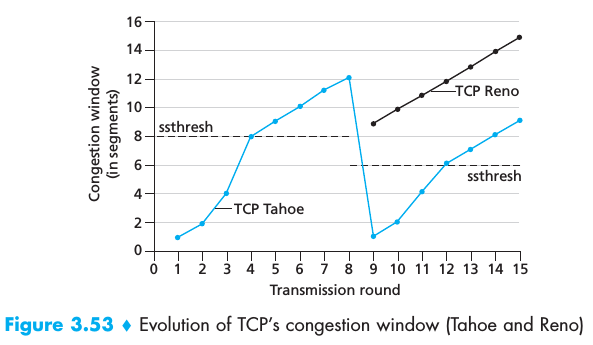 16
14
12
10
8
6
4
2
0
Congestion window
(in segments)
ssthresh
TCP Reno
ssthresh
TCP Tahoe
0 1 2 3 4 5 6 7 8 9 10 11 12 13 14 15
Transmission round
Figure 3.53 ♦ Evolution of TCP's congestion window (Tahoe and Reno)